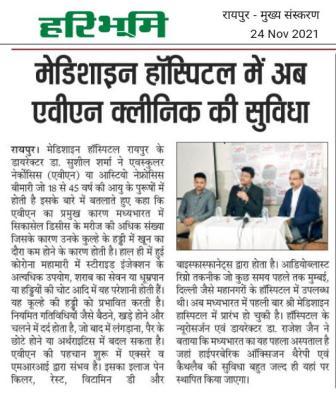 हरिभूमि
रायपुर - मुख्य संस्करण
24 Nov 2021
मेडिशाइन हॉस्पिटल में अब
एवीएन क्लीनिक की सुविधा
रायपुर। मेडिशाइन हॉस्पिटल रायपुर के
डायरेक्टर डा. सुशील शर्मा ने एवस्कुलर
नेक्रोसिस (एवीएन) या आस्टियो नेक्रोसिस
बीमारी जो 18 से 45 वर्ष की आयु के पुरूषों में
होती है इसके बारे में बतलाते हुए कहा कि
एवीएन का प्रमुख कारण मध्यभारत में
सिकासेल डिसीस के मरीज की अधिक संख्या
जिसके कारण उनके कुल्हे के हड्डी में खून का
दौरा कम होने के कारण होती है। हाल ही में हुई
कोरोना महामारी में स्टीराइड इंजेक्शन के
अत्यधिक उपयोग, शराब का सेवन या धूम्रपान
या हड्डियों की चोट आदि में यह परेशानी होती हैं।
यह कुल्हे की हड्डी को प्रभावित करती है।
नियमित गतिविधियाँ जैसे बैठने, खड़े होने और
चलने में दर्द होता है, जो बाद में लंगड़ाना, पैर के
छोटे होने या अर्थराइटिस में बदल सकता है।
एवीएन की पहचान शुरू में एक्सरे व
एमआरआई द्वारा संभव है। इसका इलाज पेन
किलर, रेस्ट, विटामिन डी और
बाइसफास्फानेट्स द्वारा होता है। आडियोब्लास्ट
रिग्रो तकनीक जो कुछ समय पहले तक मुम्बई,
दिल्ली जैसे महानगरों के हॉस्पिटल में उपलब्ध
थी। अब मध्यभारत में पहली बार श्री मेडिशाइन
हास्पिटल में प्रारंभ हो चुकी है। हॉस्पिटल के
न्यूरोसर्जन एवं डायरेक्टर डा. राजेश जैन ने
बताया कि मध्यभारत का यह पहला अस्पताल है
जहां हाईपरबेरिक ऑक्सिजन थैरेपी एवं
कैथलैब की सुविधा बहुत जल्द ही यहां पर
स्थापित किया जाएगा।